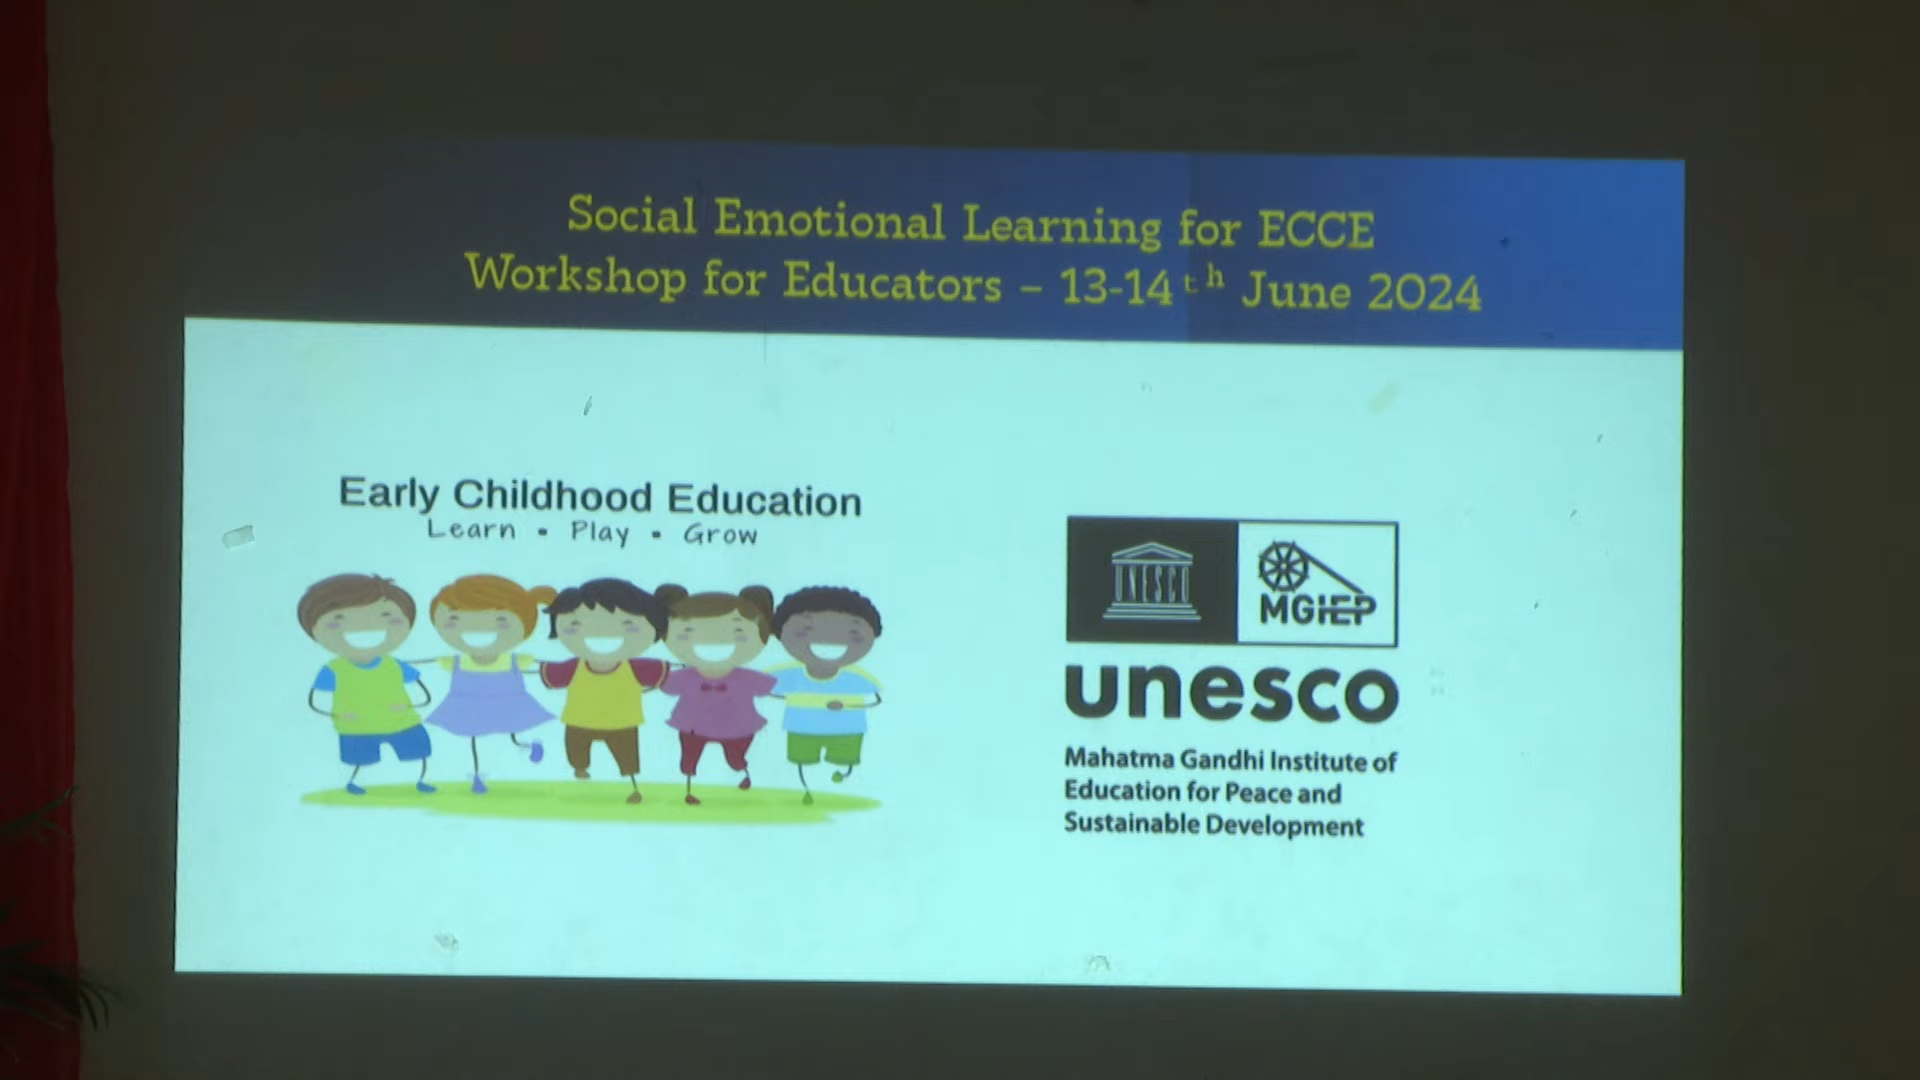 Social Emotional Learning for ECCE
Workshop for Educators – 13-14th June 2024
Early Childhood Education
Learn • Play • Grow
UNESCO
MGIEP
unesco
Mahatma Gandhi Institute of
Education for Peace and
Sustainable Development